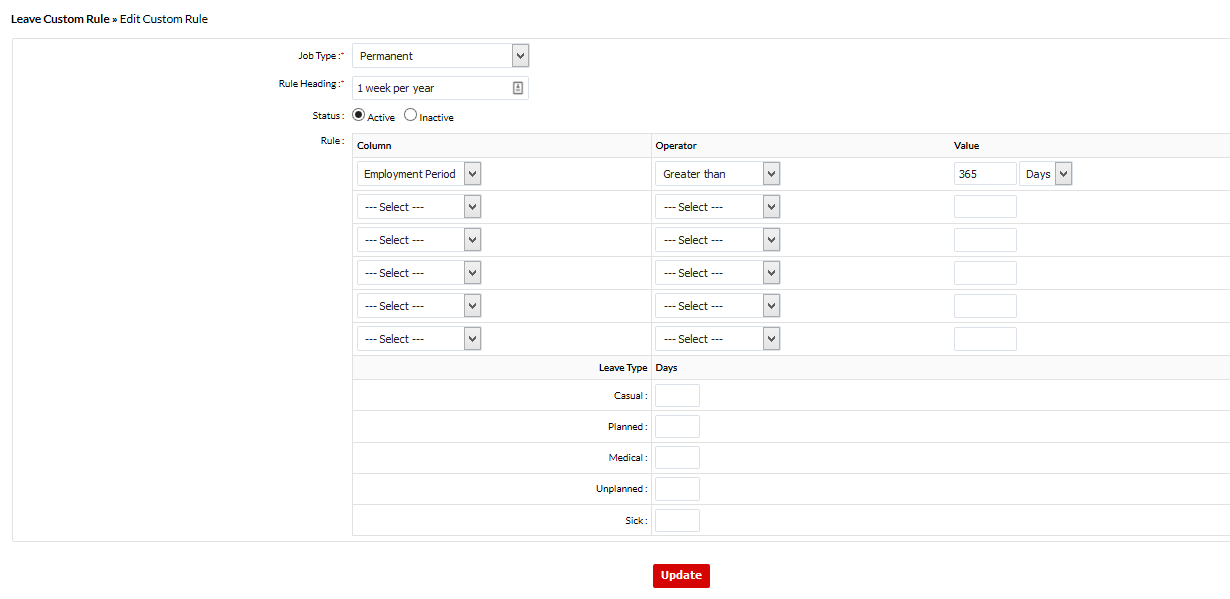 Leave Custom Rule » Edit Custom Rule
Job Type :* Permanent
Rule Heading :* 1 week per year
Status : Active Inactive
Rule : Column Operator Value
Employment Period Greater than 365 Days
--- Select --- --- Select ---
--- Select --- --- Select ---
--- Select --- --- Select ---
--- Select --- --- Select ---
--- Select --- --- Select ---
Leave Type Days
Casual :
Planned :
Medical :
Unplanned :
Sick :
Update